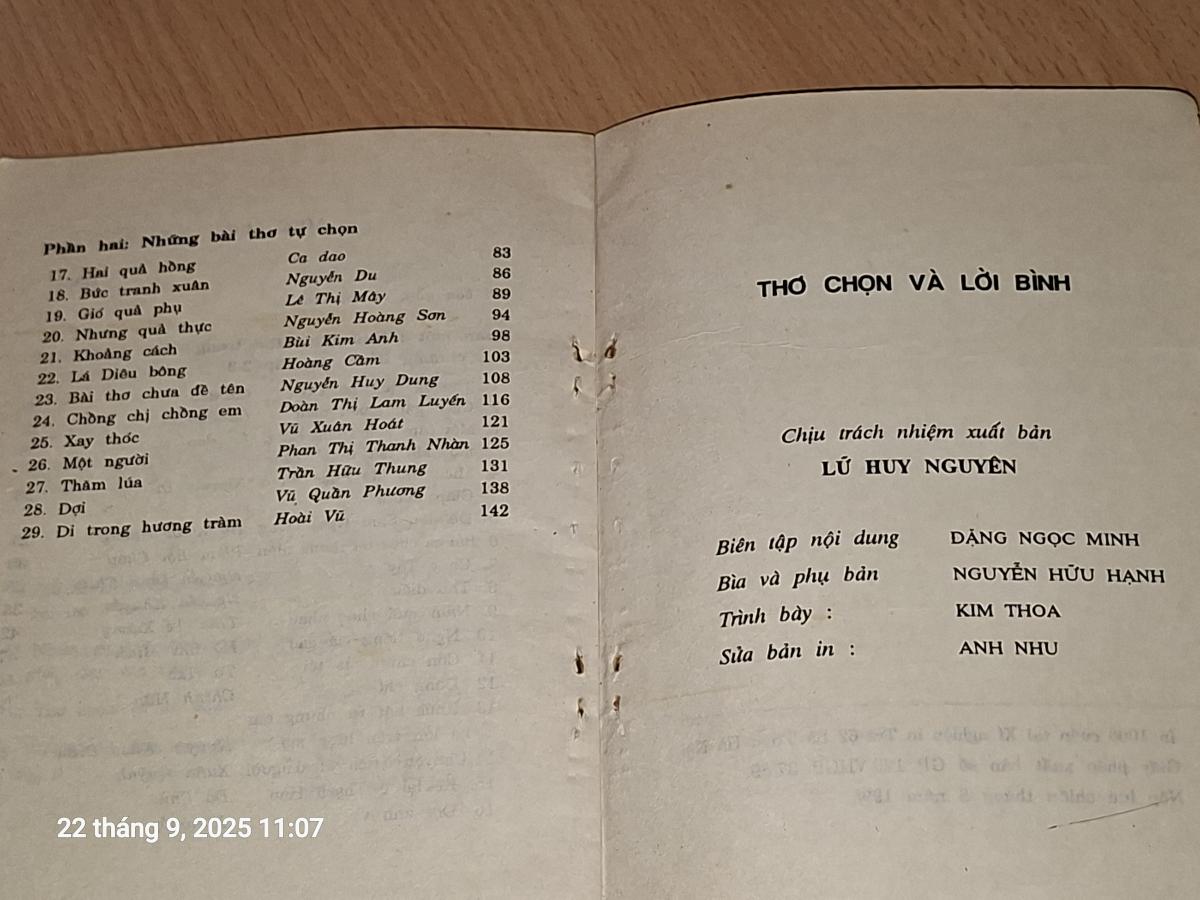 Phần hai: Những bài thơ tự chọn
17. Hai quả hồng Ca dao 83
18. Bức tranh xuân Nguyễn Du 86
19. Gió quả phụ Lê Thị Mây 89
20. Nhưng quả thực Nguyễn Hoàng Sơn 94
21. Khoảng cách Bùi Kim Anh 98
22. Lá Diêu bông Hoàng Cầm 103
23. Bài thơ chưa đề tên Nguyễn Huy Dung 108
24. Chồng chị chồng em Doàn Thị Lam Luyến 116
25. Xay thóc Vũ Xuân Hoát 121
26. Một người Phan Thị Thanh Nhàn 125
27. Thăm lúa Trần Hữu Thung 131
28. Dợi Vũ Quần Phương 138
29. Di trong hương tràm Hoài Vũ 142
22 tháng 9, 2025 11:07
THƠ CHỌN VÀ LỜI BÌNH
Chịu trách nhiệm xuất bản
LỮ HUY NGUYÊN
Biên tập nội dung DẶNG NGỌC MINH
Bìa và phụ bản NGUYỄN HỮU HẠNH
Trình bày : KIM THOA
Sửa bản in : ANH NHU